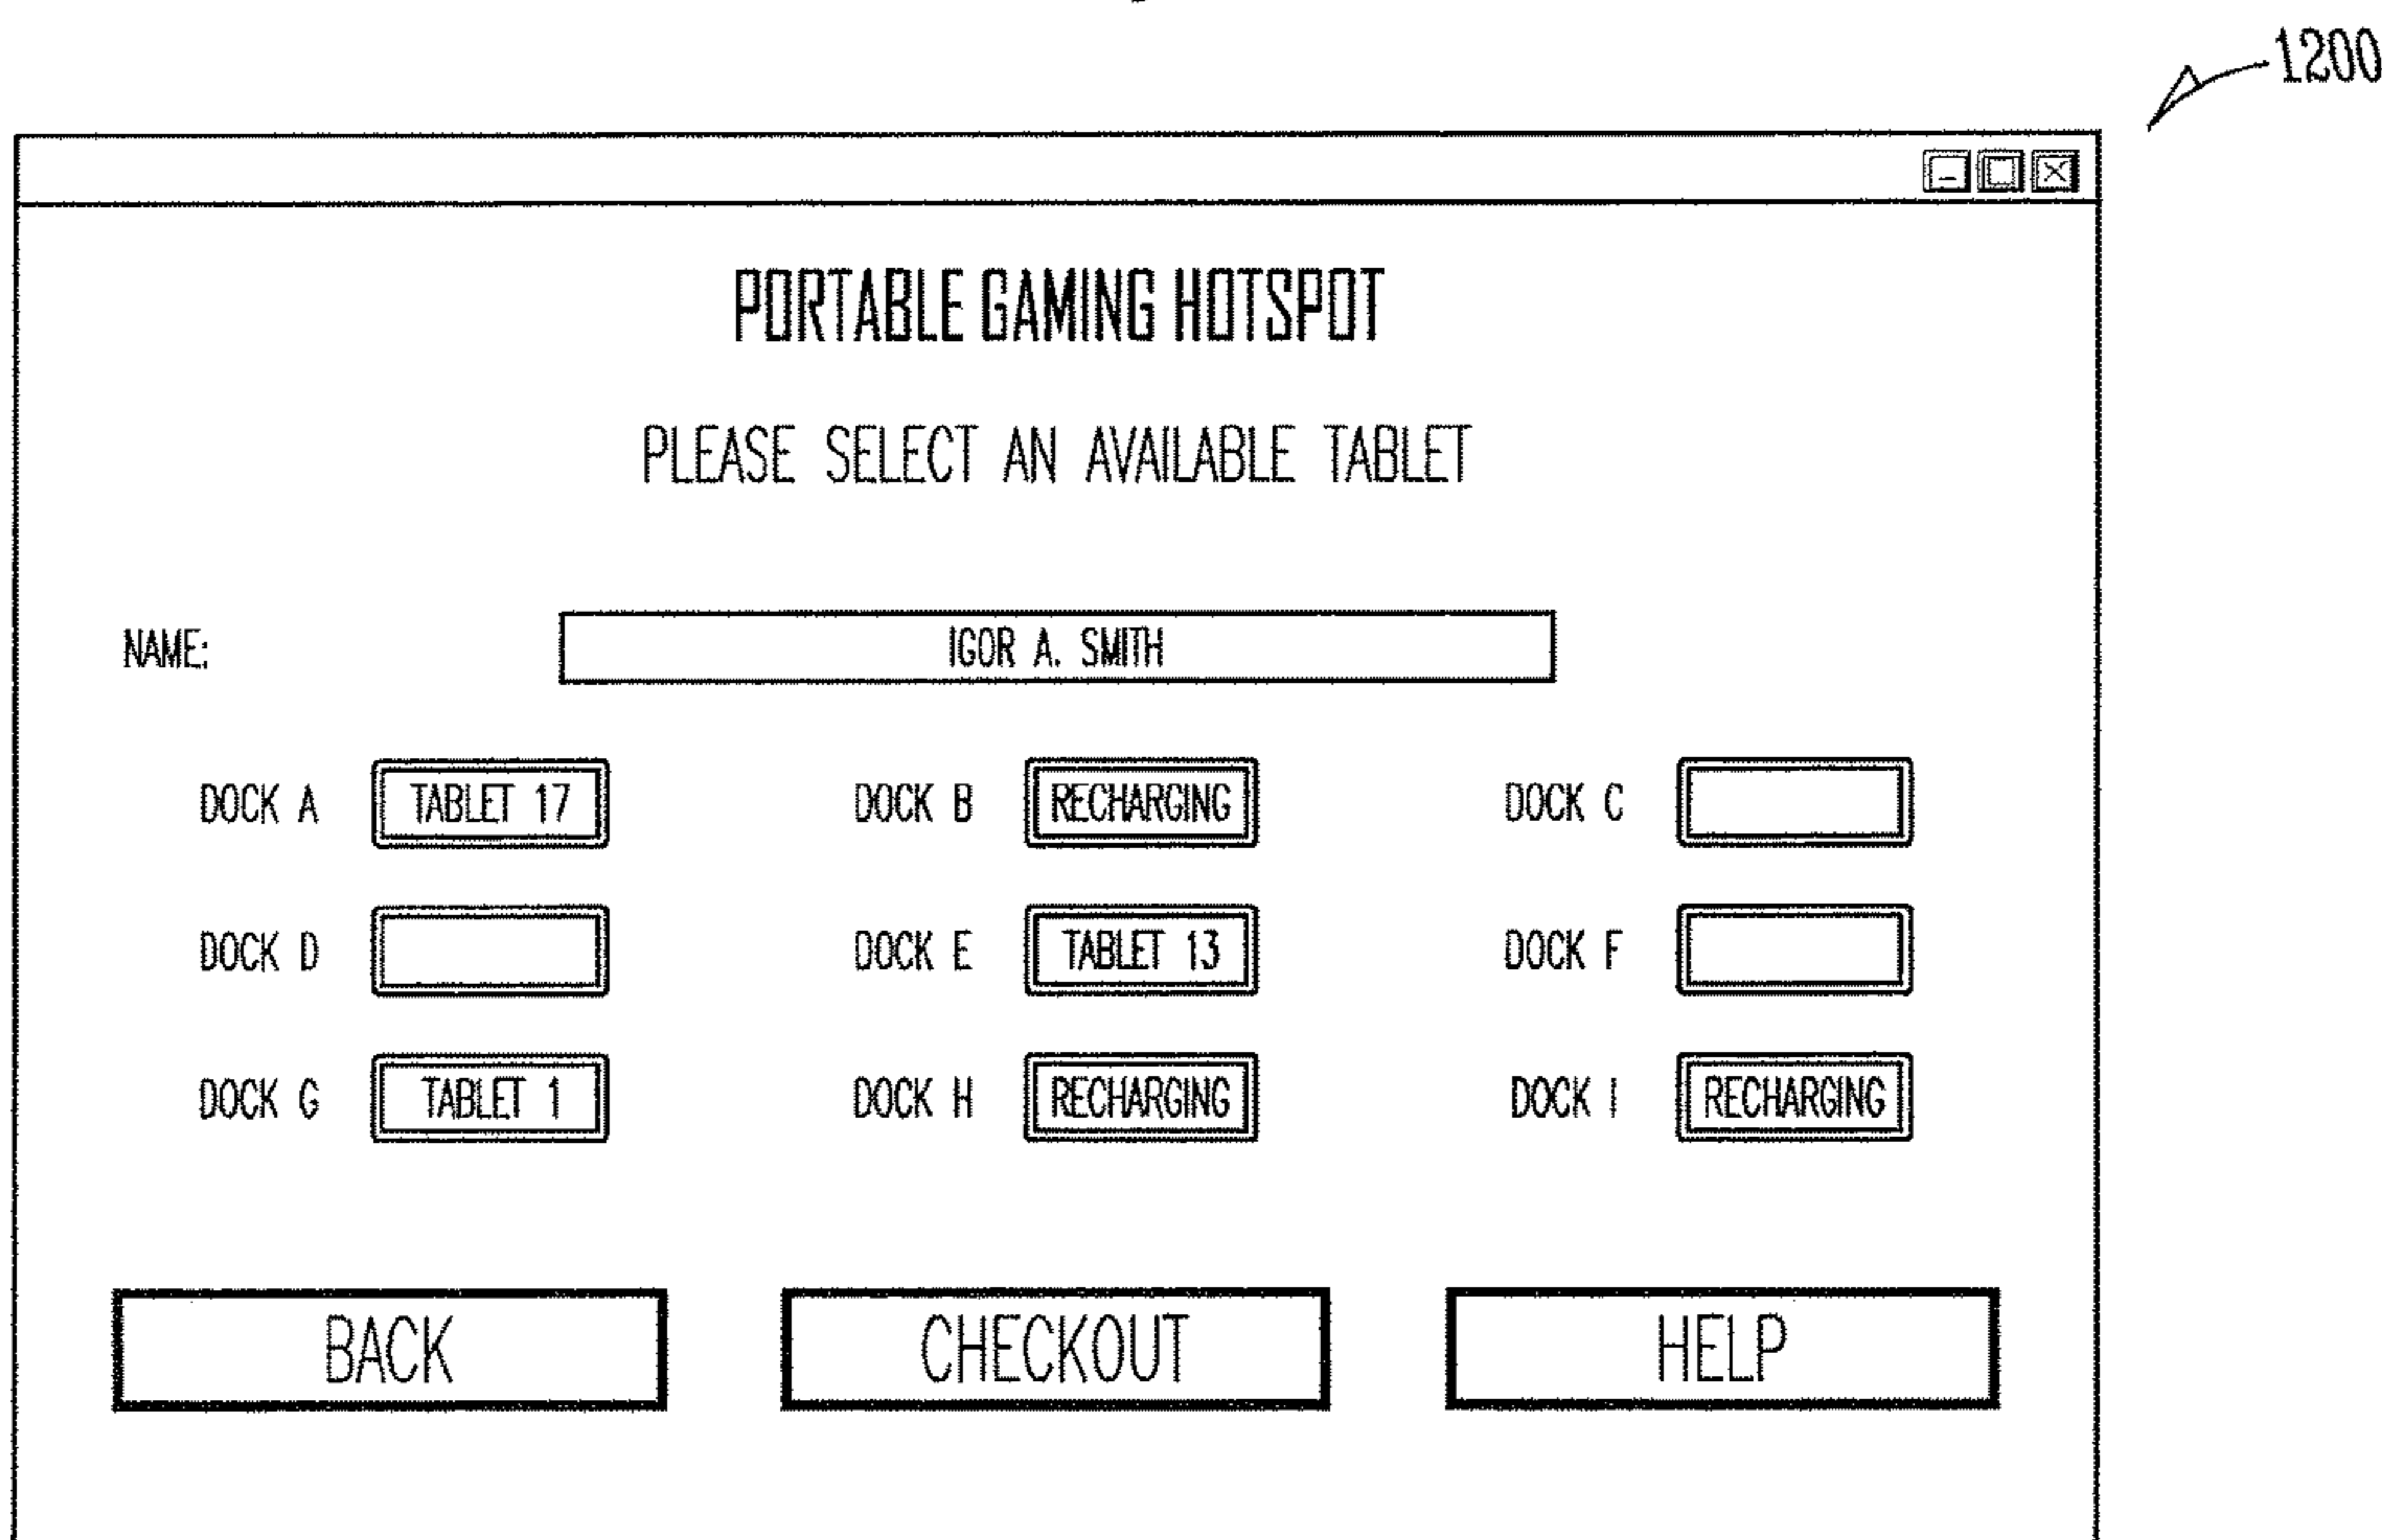 1200
PORTABLE GAMING HOTSPOT
PLEASE SELECT AN AVAILABLE TABLET
NAME: IGOR A. SMITH
DOCK A TABLET 17 DOCK B RECHARGING DOCK C
DOCK D DOCK E TABLET 13 DOCK F
DOCK G TABLET 1 DOCK H RECHARGING DOCK I RECHARGING
BACK CHECKOUT HELP